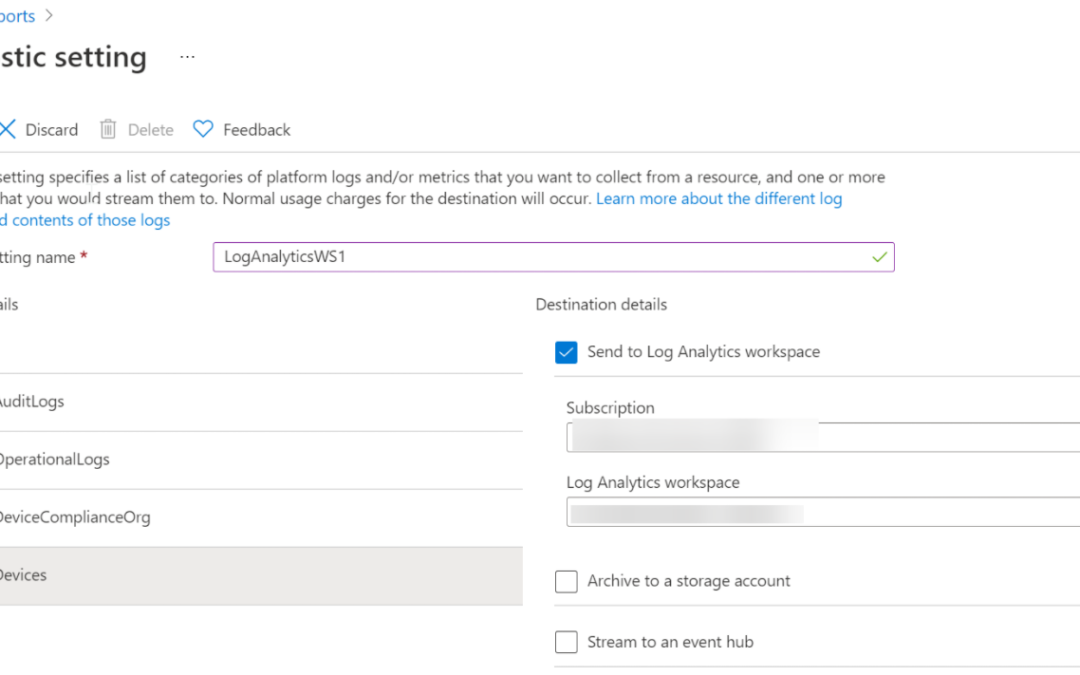 ports >
stic setting ...
Discard Delete Feedback
setting specifies a list of categories of platform logs and/or metrics that you want to collect from a resource, and one or more
hat you would stream them to. Normal usage charges for the destination will occur. Learn more about the different log
d contents of those logs
tting name * LogAnalyticsWS1
ails
Destination details
Send to Log Analytics workspace
AuditLogs
Subscription
OperationalLogs
Log Analytics workspace
DeviceComplianceOrg
Devices
Archive to a storage account
Stream to an event hub